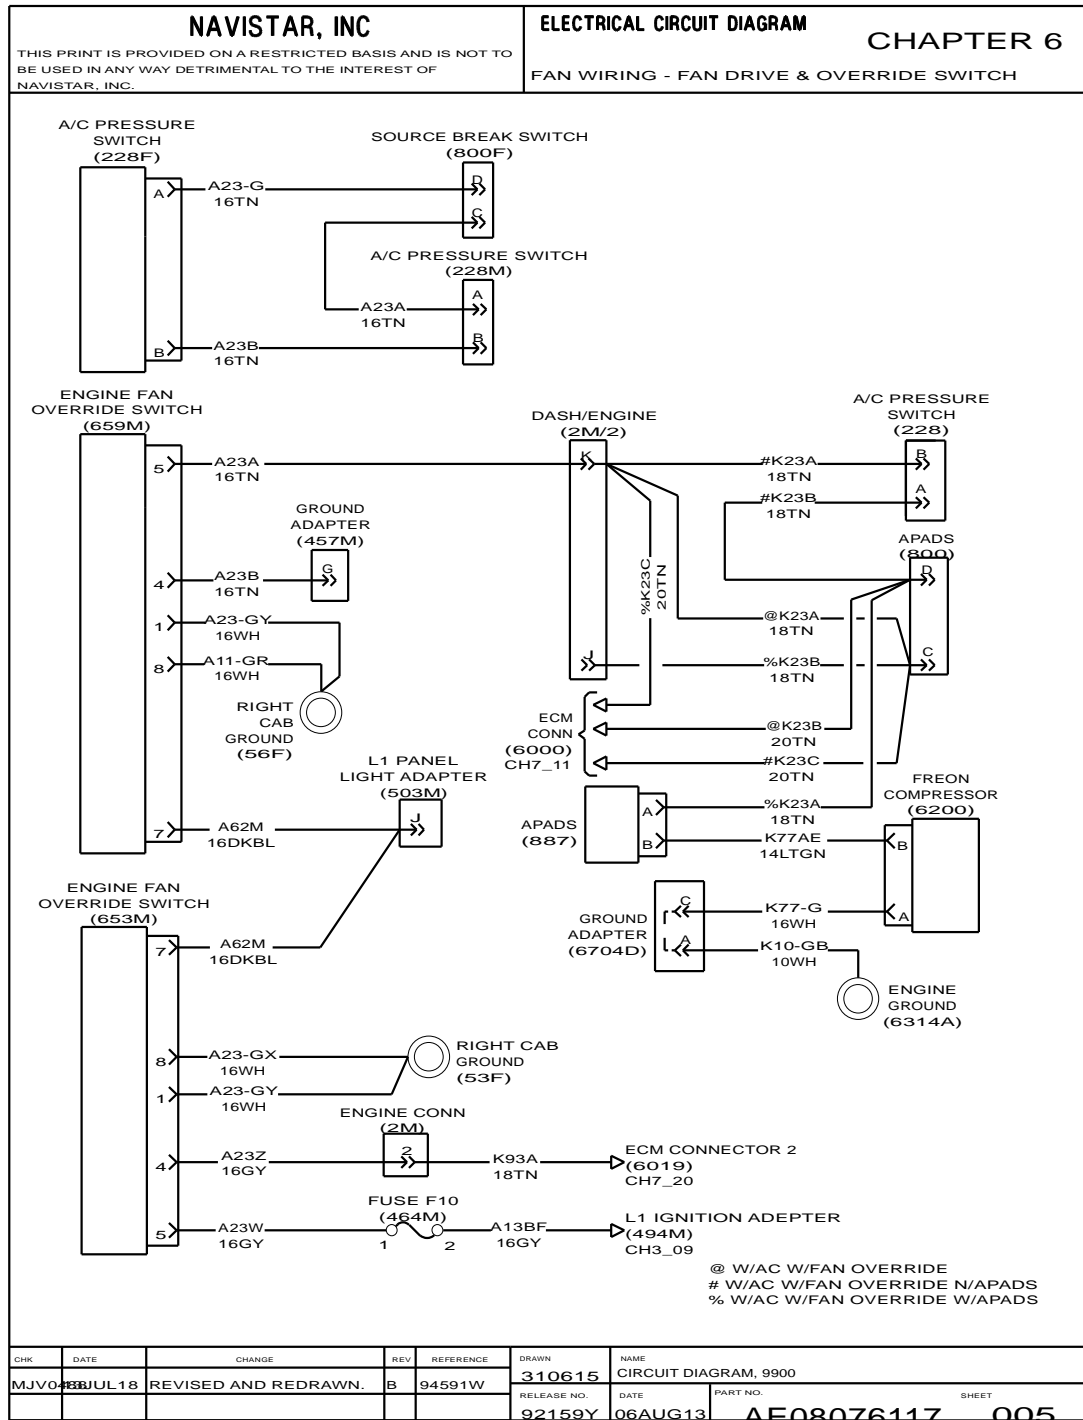 NAVISTAR, INC
THIS PRINT IS PROVIDED ON A RESTRICTED BASIS AND IS NOT TO
BE USED IN ANY WAY DETRIMENTAL TO THE INTEREST OF
NAVISTAR, INC.
ELECTRICAL CIRCUIT DIAGRAM
CHAPTER 6
FAN WIRING - FAN DRIVE & OVERRIDE SWITCH
A/C PRESSURE
SWITCH
(228F)
A
A23-G
16TN
B
A23B
16TN
SOURCE BREAK SWITCH
(800F)
D
C
A/C PRESSURE SWITCH
(228M)
A
A23A
16TN
B
ENGINE FAN
OVERRIDE SWITCH
(659M)
5
A23A
16TN
4
A23B
16TN
1
A23-GY
16WH
8
A11-GR
16WH
7
A62M
16DKBL
GROUND
ADAPTER
(457M)
G
RIGHT
CAB
GROUND
(56F)
L1 PANEL
LIGHT ADAPTER
(503M)
J
DASH/ENGINE
(2M/2)
K
J
%K23C
20TN
A/C PRESSURE
SWITCH
(228)
#K23A
18TN
B
#K23B
18TN
A
APADS
(800)
D
@K23A
18TN
%K23B
18TN
C
ECM
CONN
(6000)
CH7_11
@K23B
20TN
#K23C
20TN
APADS
(887)
A
%K23A
18TN
B
K77AE
14LTGN
FREON
COMPRESSOR
(6200)
B
A
GROUND
ADAPTER
(6704D)
C
K77-G
16WH
A
K10-GB
10WH
ENGINE
GROUND
(6314A)
ENGINE FAN
OVERRIDE SWITCH
(653M)
7
A62M
16DKBL
8
A23-GX
16WH
1
A23-GY
16WH
RIGHT CAB
GROUND
(53F)
ENGINE CONN
(2M)
4
A23Z
16GY
2
K93A
18TN
ECM CONNECTOR 2
(6019)
CH7_20
FUSE F10
(464M)
5
A23W
16GY
1
2
A13BF
16GY
L1 IGNITION ADEPTER
(494M)
CH3_09
@ W/AC W/FAN OVERRIDE
# W/AC W/FAN OVERRIDE N/APADS
% W/AC W/FAN OVERRIDE W/APADS
CHK DATE CHANGE REV REFERENCE
REVISED AND REDRAWN. B 94591W
DRAWN
310615
NAME
CIRCUIT DIAGRAM, 9900
RELEASE NO.
92159Y
DATE
06AUG13
PART NO.
AE08076117
SHEET
005